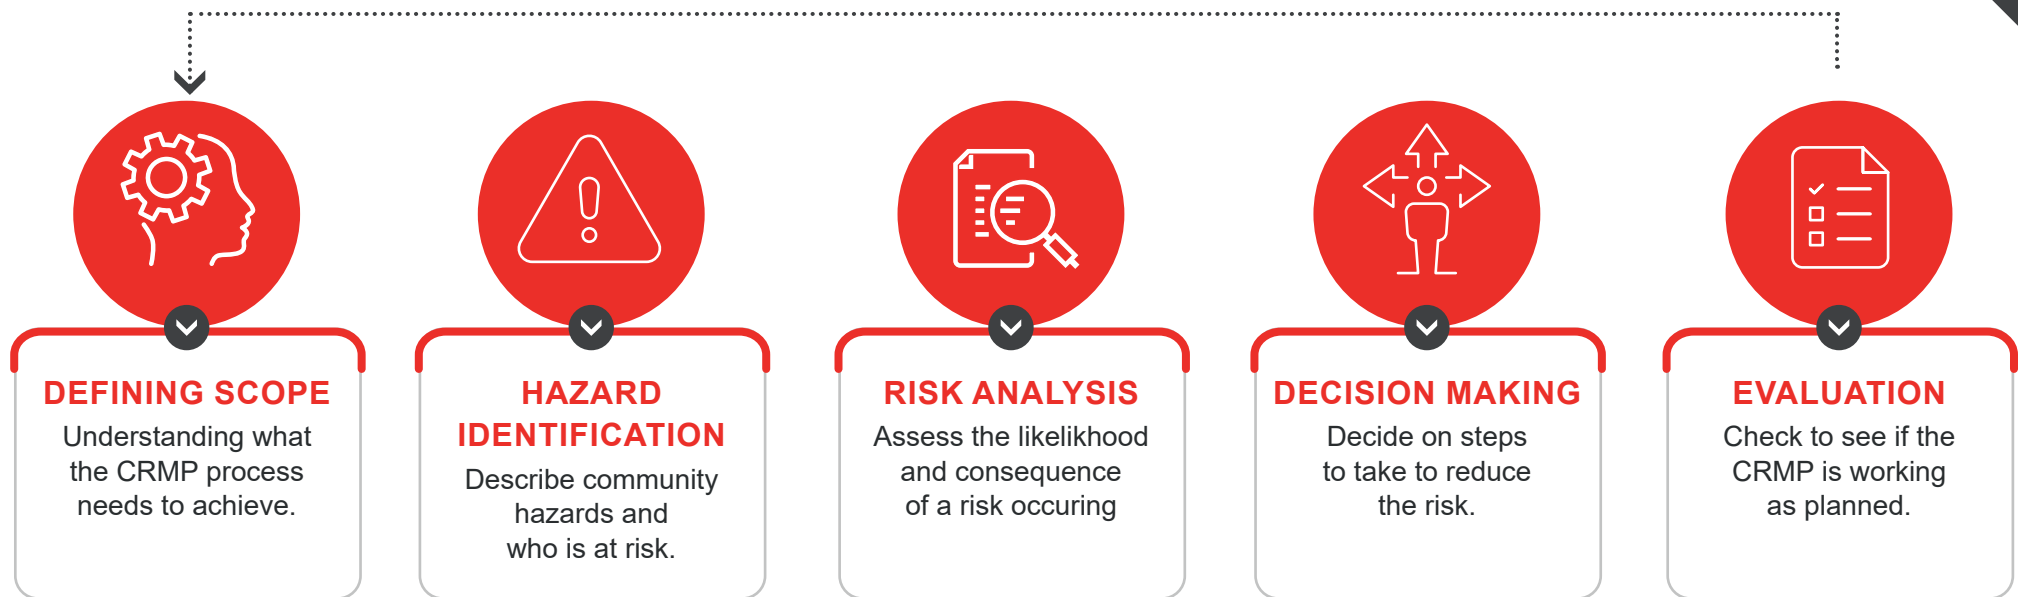 DEFINING SCOPE
Understanding what
the CRMP process
needs to achieve.
HAZARD
IDENTIFICATION
Describe community
hazards and
who is at risk.
RISK ANALYSIS
Assess the likelikhood
and consequence
of a risk occuring
DECISION MAKING
Decide on steps
to take to reduce
the risk.
EVALUATION
Check to see if the
CRMP is working
as planned.